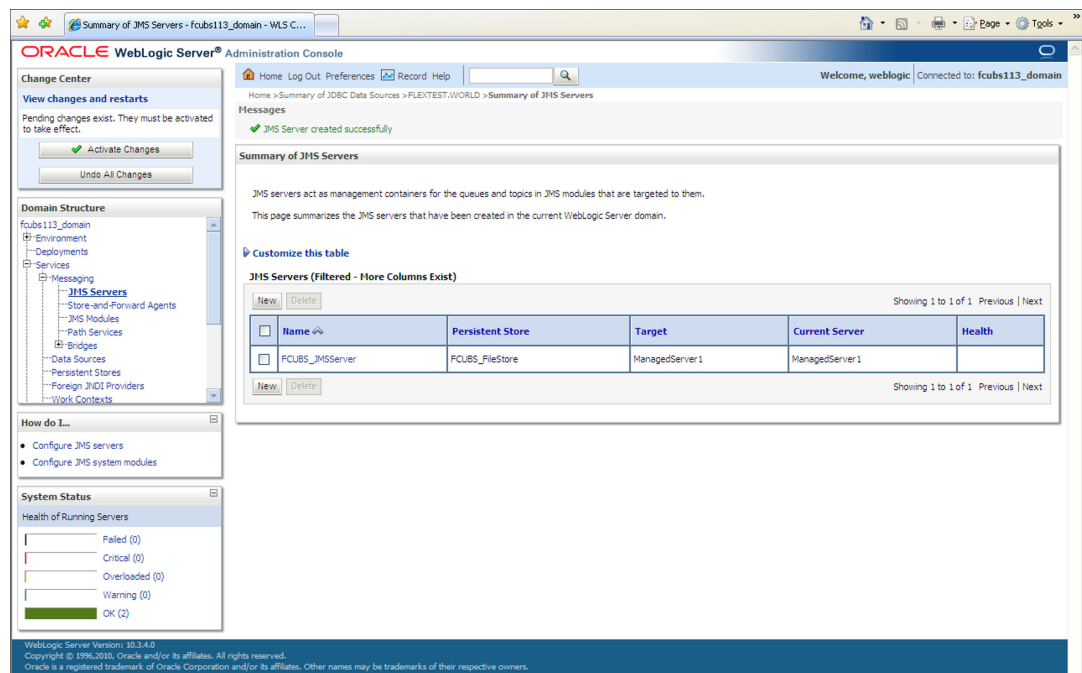 Summary of JMS Servers - fcubs113_domain - WLS C...
Page
Tools
»
ORACLE WebLogic Server® Administration Console
Change Center
View changes and restarts
Pending changes exist. They must be activated
to take effect.
Activate Changes
Undo All Changes
Domain Structure
fcubs113_domain
Environment
Deployments
Services
Messaging
JMS Servers
Store-and-Forward Agents
JMS Modules
Path Services
Bridges
Data Sources
Persistent Stores
Foreign JNDI Providers
Work Contexts
How do I...
Configure JMS servers
Configure JMS system modules
System Status
Health of Running Servers
Failed (0)
Critical (0)
Overloaded (0)
Warning (0)
OK (2)
Home Log Out Preferences Record Help
Welcome, weblogic Connected to: fcubs113_domain
Home >Summary of JDBC Data Sources >FLEXTEST.WORLD >Summary of JMS Servers
Messages
JMS Server created successfully
Summary of JMS Servers
JMS servers act as management containers for the queues and topics in JMS modules that are targeted to them.
This page summarizes the JMS servers that have been created in the current WebLogic Server domain.
Customize this table
JMS Servers (Filtered - More Columns Exist)
New Delete Showing 1 to 1 of 1 Previous | Next
Name Persistent Store Target Current Server Health
FCUBS_JMSServer FCUBS_FileStore ManagedServer1 ManagedServer1
New Delete Showing 1 to 1 of 1 Previous | Next
WebLogic Server Version: 10.3.4.0
Copyright © 1996,2010, Oracle and/or its affiliates. All rights reserved.
Oracle is a registered trademark of Oracle Corporation and/or its affiliates. Other names may be trademarks of their respective owners.